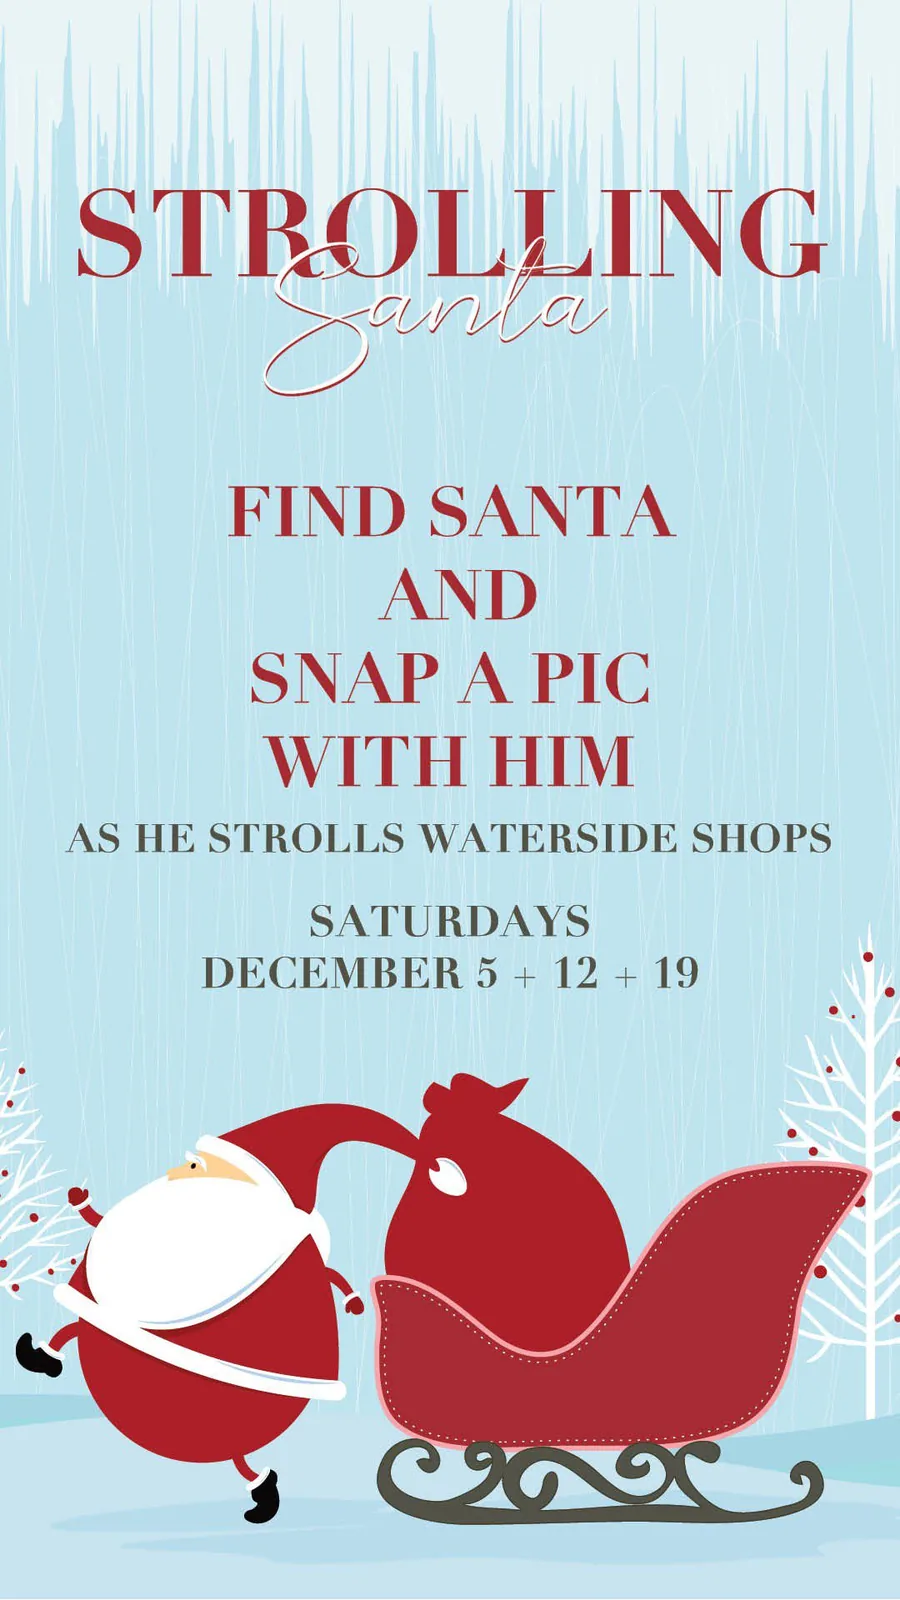 STROLLING
Santa
FIND SANTA
AND
SNAP A PIC
WITH HIM
AS HE STROLLS WATERSIDE SHOPS
SATURDAYS
DECEMBER 5 + 12 + 19